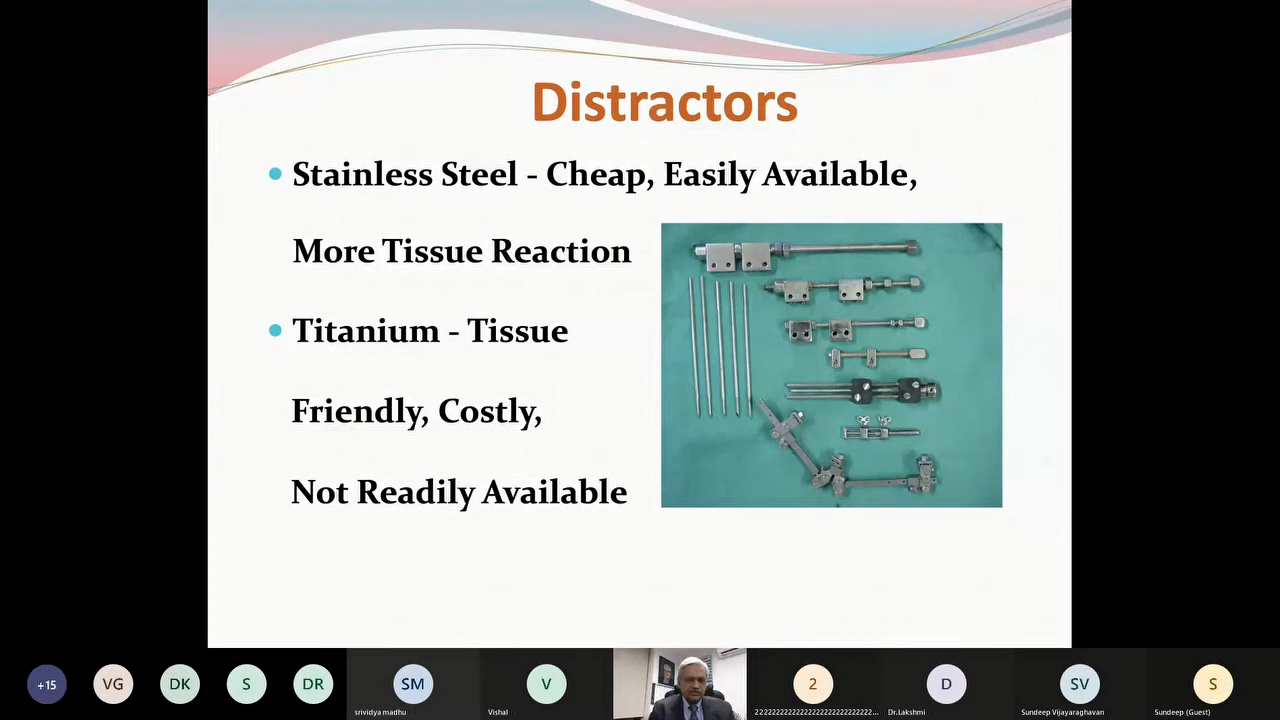 Distractors
Stainless Steel - Cheap, Easily Available,
More Tissue Reaction
Titanium - Tissue
Friendly, Costly,
Not Readily Available
+15
VG
DK
S
DR
SM
V
2
D
SV
S
srividya madhu
Vishal
222222222222222222222222222...
Dr.Lakshmi
Sundeep Vijayaraghavan
Sundeep (Guest)